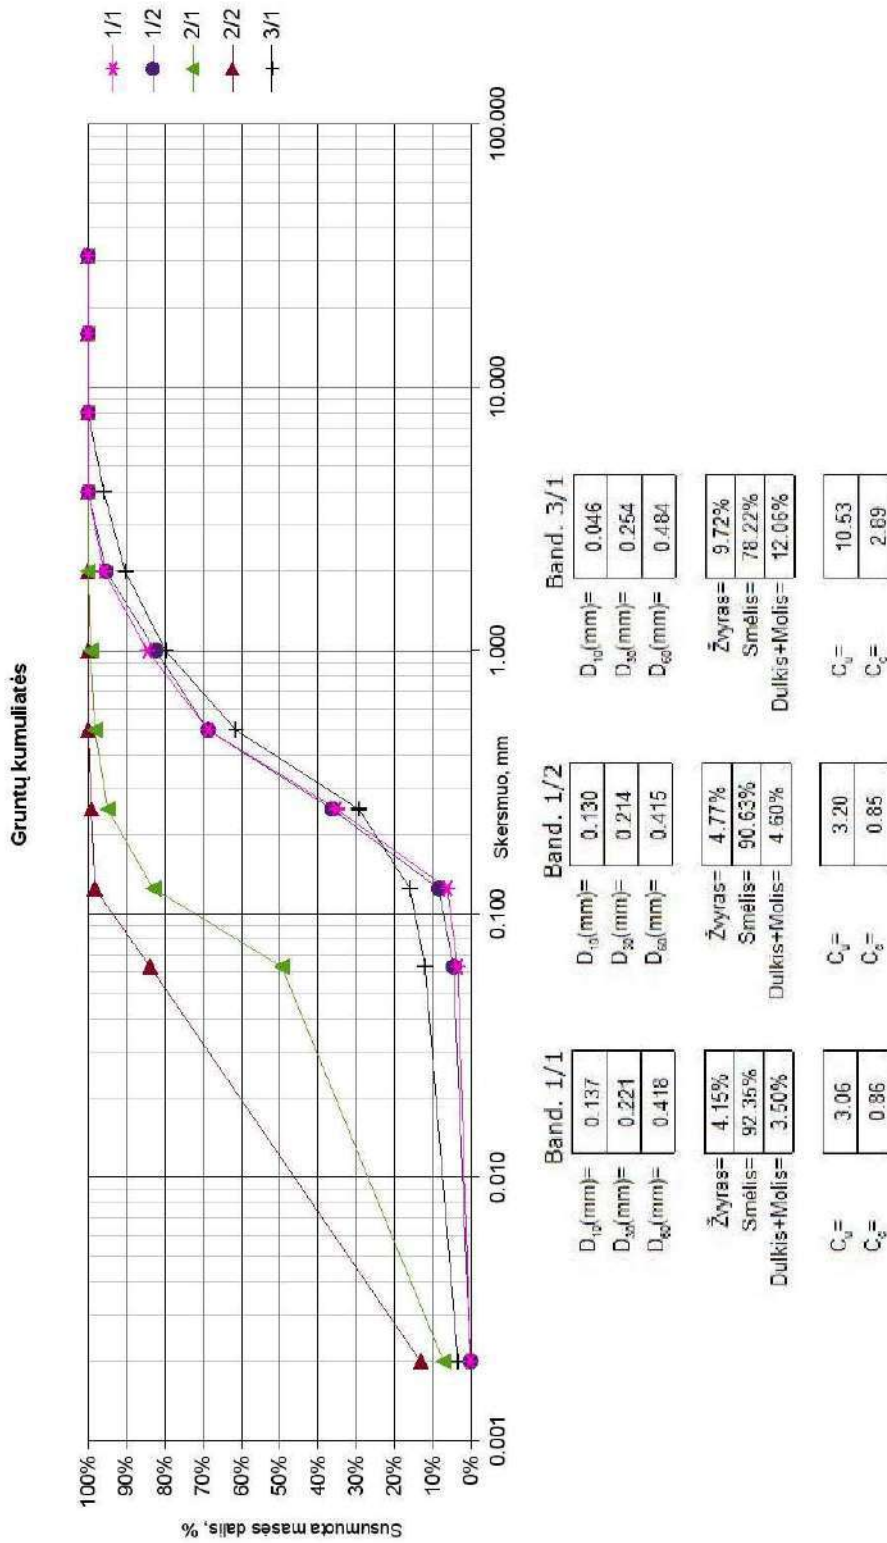 Gruntų kumuliatės
Susumuota masės dalis, %
100%
90%
80%
70%
60%
50%
40%
30%
20%
10%
0%
0.001
0.010
0.100
1.000
10.000
100.000
Skersmuo, mm
1/1
1/2
2/1
2/2
3/1
Band. 1/1
D10(mm)= 0.137
D30(mm)= 0.221
D60(mm)= 0.418
Žvyras= 4.15%
Smėlis= 92.35%
Dulkis+Molis= 3.50%
Cu= 3.06
Cc= 0.86
Band. 1/2
D10(mm)= 0.130
D30(mm)= 0.214
D60(mm)= 0.415
Žvyras= 4.77%
Smėlis= 90.63%
Dulkis+Molis= 4.60%
Cu= 3.20
Cc= 0.85
Band. 3/1
D10(mm)= 0.046
D30(mm)= 0.254
D60(mm)= 0.484
Žvyras= 9.72%
Smėlis= 78.22%
Dulkis+Molis= 12.06%
Cu= 10.53
Cc= 2.89